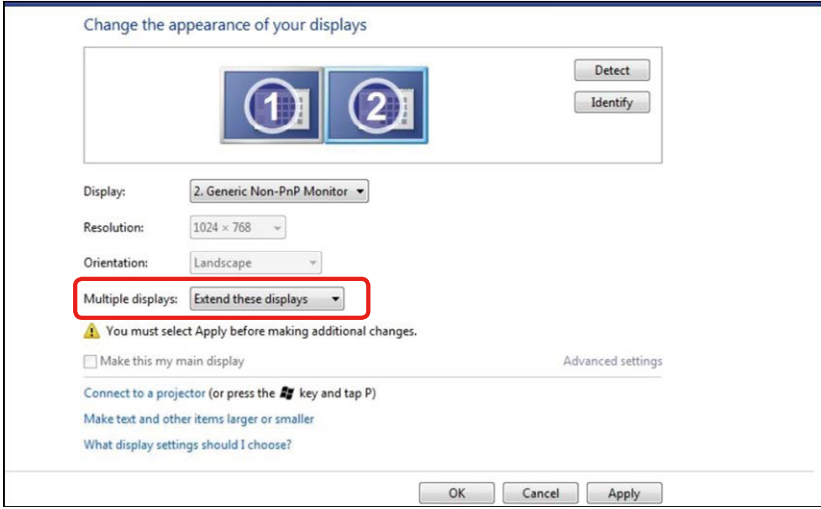 Change the appearance of your displays
1
2
Detect
Identify
Display:
2. Generic Non-PnP Monitor
Resolution:
1024 × 768
Orientation:
Landscape
Multiple displays:
Extend these displays
You must select Apply before making additional changes.
Make this my main display
Advanced settings
Connect to a projector (or press the key and tap P)
Make text and other items larger or smaller
What display settings should I choose?
OK
Cancel
Apply